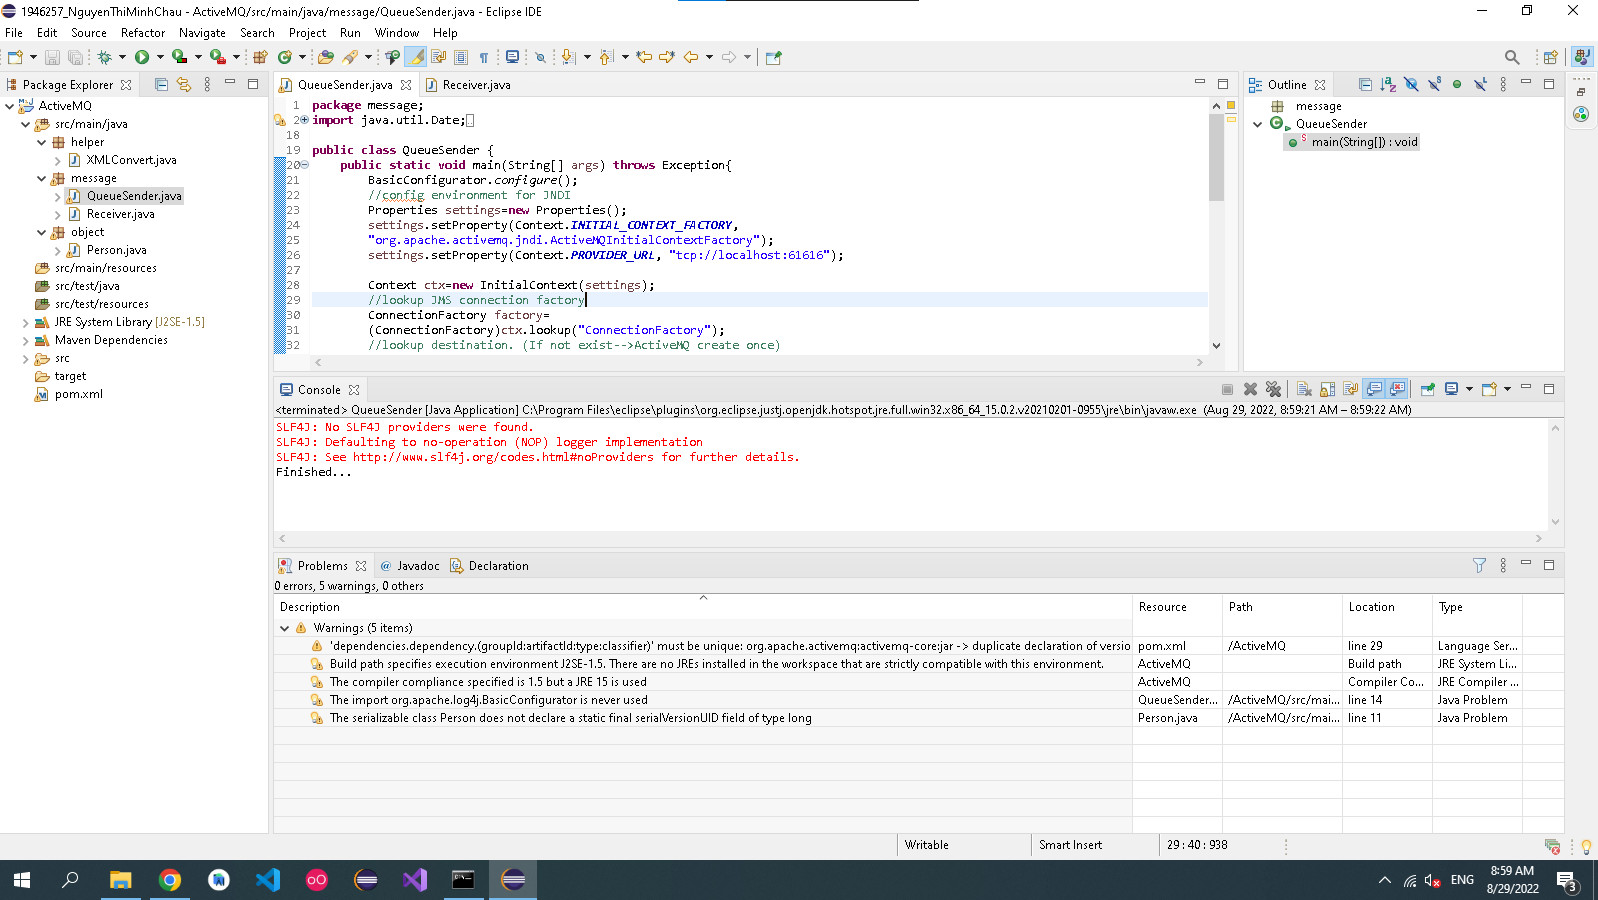 1946257_NguyenThiMinhChau - ActiveMQ/src/main/java/message/QueueSender.java - Eclipse IDE
File Edit Source Refactor Navigate Search Project Run Window Help
Package Explorer
ActiveMQ
src/main/java
helper
XMLConvert.java
message
QueueSender.java
Receiver.java
object
Person.java
src/main/resources
src/test/java
src/test/resources
JRE System Library [J2SE-1.5]
Maven Dependencies
src
target
pom.xml
QueueSender.java Receiver.java
1 package message;
2 import java.util.Date;
18
19 public class QueueSender {
20 public static void main(String[] args) throws Exception{
21 BasicConfigurator.configure();
22 //config environment for JNDI
23 Properties settings=new Properties();
24 settings.setProperty(Context.INITIAL_CONTEXT_FACTORY,
25 "org.apache.activemq.jndi.ActiveMQInitialContextFactory");
26 settings.setProperty(Context.PROVIDER_URL, "tcp://localhost:61616");
27
28 Context ctx=new InitialContext(settings);
29 //lookup JMS connection factory
30 ConnectionFactory factory=
31 (ConnectionFactory)ctx.lookup("ConnectionFactory");
32 //lookup destination. (If not exist-->ActiveMQ create once)
Outline
message
QueueSender
main(String[]) : void
Console
<terminated> QueueSender [Java Application] C:\Program Files\eclipse\plugins\org.eclipse.justj.openjdk.hotspot.jre.full.win32.x86_64_15.0.2.v20210201-0955\jre\bin\javaw.exe (Aug 29, 2022, 8:59:21 AM – 8:59:22 AM)
SLF4J: No SLF4J providers were found.
SLF4J: Defaulting to no-operation (NOP) logger implementation
SLF4J: See http://www.slf4j.org/codes.html#noProviders for further details.
Finished...
Problems Javadoc Declaration
0 errors, 5 warnings, 0 others
Description Resource Path Location Type
Warnings (5 items)
'dependencies.dependency.(groupId:artifactId:type:classifier)' must be unique: org.apache.activemq:activemq-core:jar -> duplicate declaration of versio pom.xml /ActiveMQ line 29 Language Ser...
Build path specifies execution environment J2SE-1.5. There are no JREs installed in the workspace that are strictly compatible with this environment. ActiveMQ Build path JRE System Li...
The compiler compliance specified is 1.5 but a JRE 15 is used ActiveMQ Compiler Co... JRE Compiler ...
The import org.apache.log4j.BasicConfigurator is never used QueueSender... /ActiveMQ/src/mai... line 14 Java Problem
The serializable class Person does not declare a static final serialVersionUID field of type long Person.java /ActiveMQ/src/mai... line 11 Java Problem
Writable Smart Insert 29 : 40 : 938
ENG
8:59 AM
8/29/2022
3